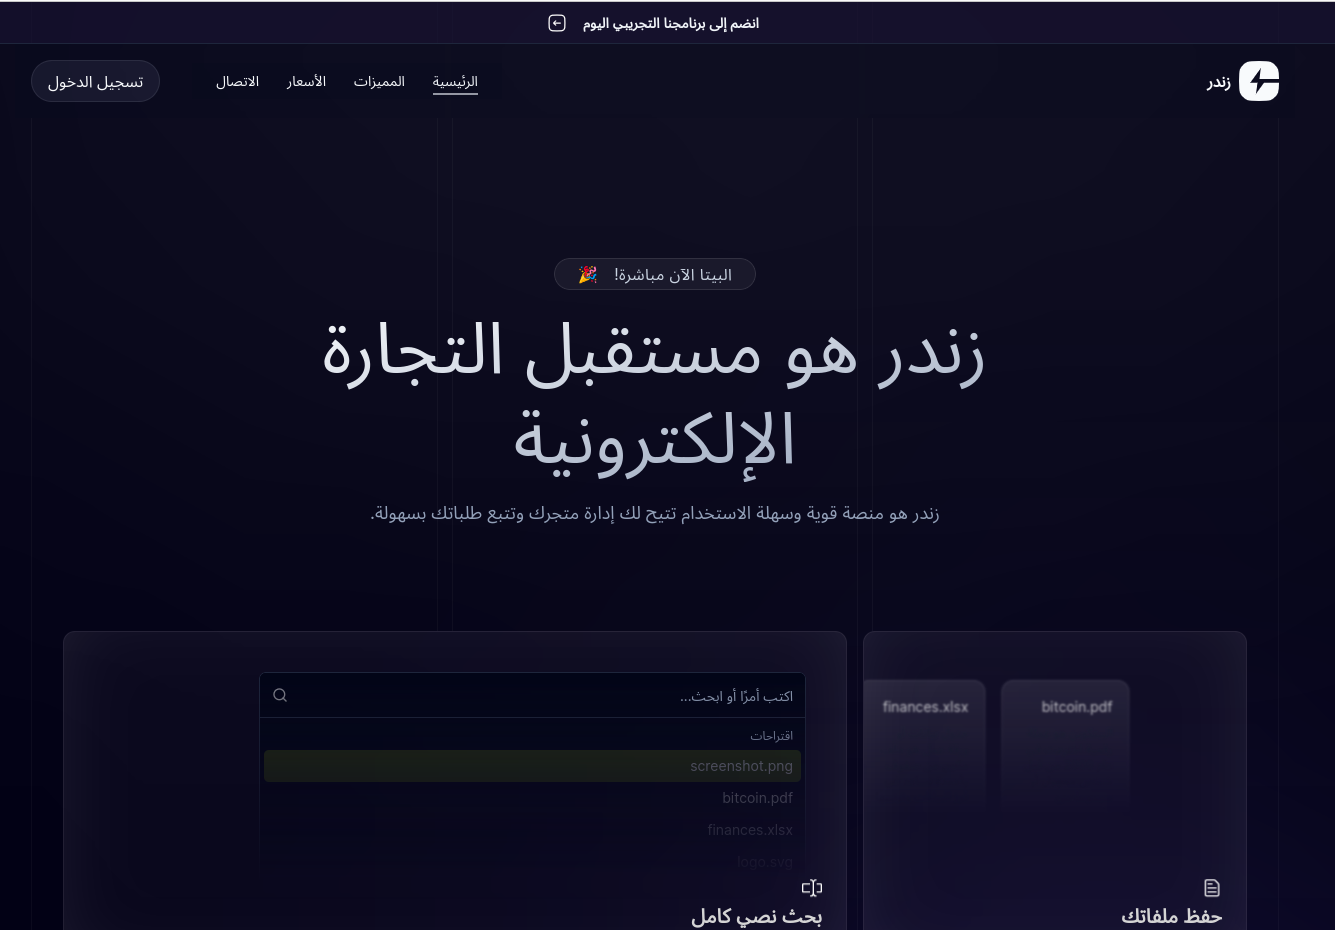 انضم إلى برنامجنا التجريبي اليوم
زندر
الرئيسية
المميزات
الأسعار
الاتصال
تسجيل الدخول
البيتا الآن مباشرة! 🎉
زندر هو مستقبل التجارة
الإلكترونية
زندر هو منصة قوية وسهلة الاستخدام تتيح لك إدارة متجرك وتتبع طلباتك بسهولة.
bitcoin.pdf
finances.xlsx
حفظ ملفاتك
اكتب أمرًا أو ابحث...
اقتراحات
screenshot.png
bitcoin.pdf
finances.xlsx
logo.svg
بحث نصي كامل